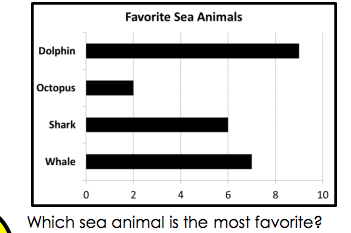 Favorite Sea Animals
Dolphin
Octopus
Shark
Whale
0 2 4 6 8 10
Which sea animal is the most favorite?